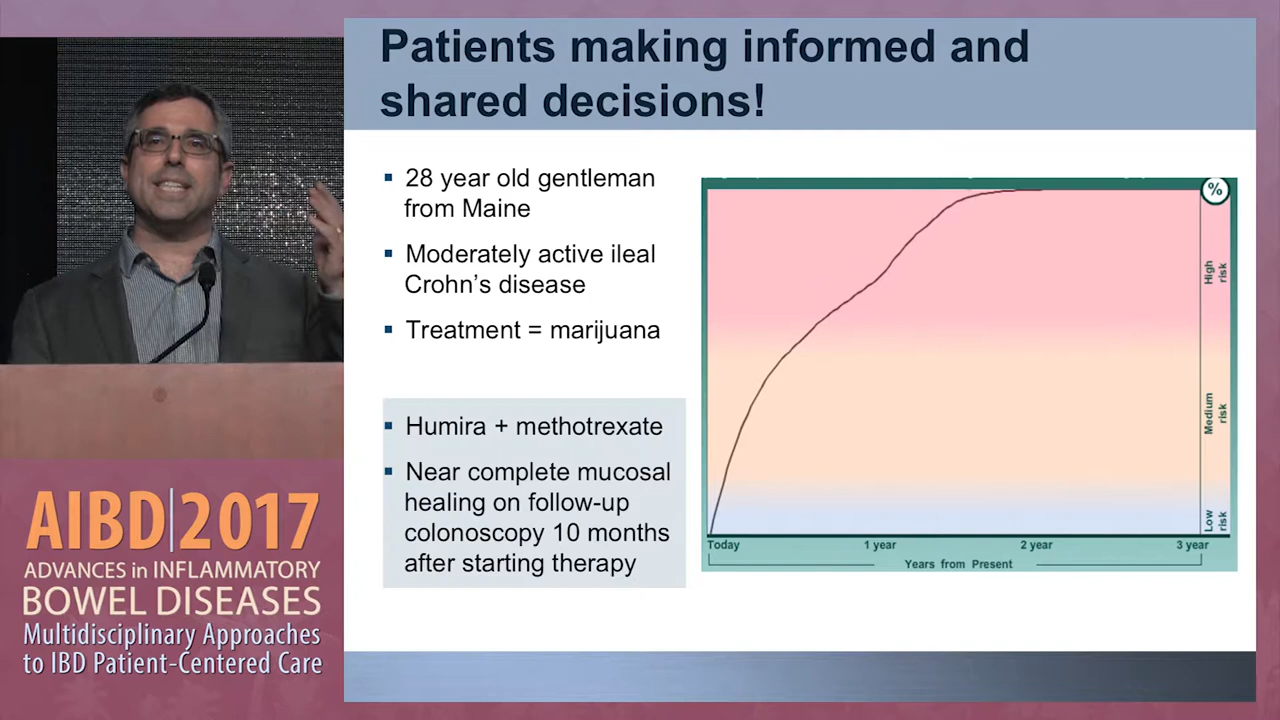 Patients making informed and
shared decisions!
▪ 28 year old gentleman
from Maine
▪ Moderately active ileal
Crohn's disease
▪ Treatment = marijuana
▪ Humira + methotrexate
▪ Near complete mucosal
healing on follow-up
colonoscopy 10 months
after starting therapy
%
High
risk
Medium
risk
Low
risk
Today 1 year 2 year 3 year
Years from Present
AIBD|2017
ADVANCES in INFLAMMATORY
BOWEL DISEASES
Multidisciplinary Approaches
to IBD Patient-Centered Care